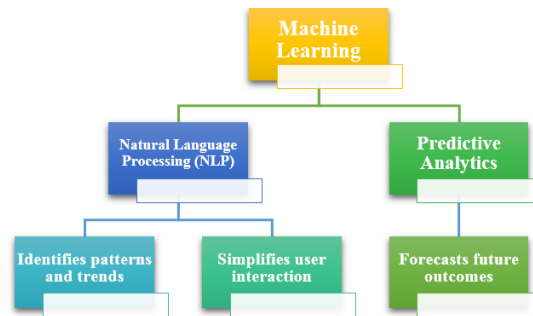 Machine
Learning
Natural Language
Processing (NLP)
Predictive
Analytics
Identifies patterns
and trends
Simplifies user
interaction
Forecasts future
outcomes